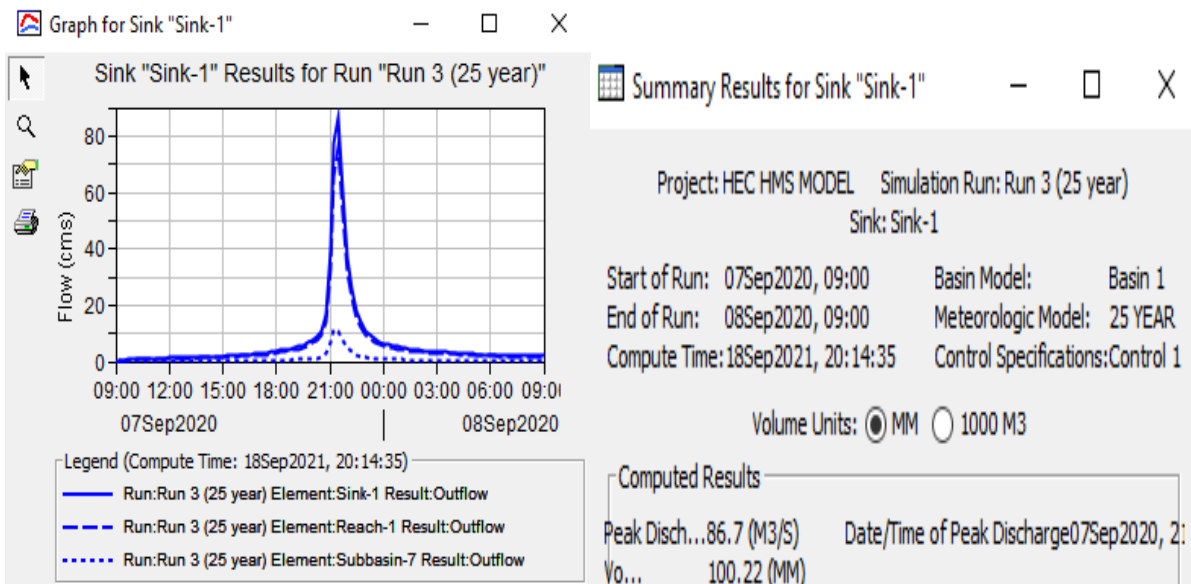 Graph for Sink "Sink-1"
Sink "Sink-1" Results for Run "Run 3 (25 year)"
80
60
40
20
0
Flow (cms)
09:00 12:00 15:00 18:00 21:00 00:00 03:00 06:00 09:0
07Sep2020 08Sep2020
Legend (Compute Time: 18Sep2021, 20:14:35)
Run:Run 3 (25 year) Element:Sink-1 Result:Outflow
Run:Run 3 (25 year) Element:Reach-1 Result:Outflow
Run:Run 3 (25 year) Element:Subbasin-7 Result:Outflow
Summary Results for Sink "Sink-1"
Project: HEC HMS MODEL Simulation Run: Run 3 (25 year)
Sink: Sink-1
Start of Run: 07Sep2020, 09:00 Basin Model: Basin 1
End of Run: 08Sep2020, 09:00 Meteorologic Model: 25 YEAR
Compute Time:18Sep2021, 20:14:35 Control Specifications:Control 1
Volume Units: MM 1000 M3
Computed Results
Peak Disch...86.7 (M3/S) Date/Time of Peak Discharge07Sep2020, 21
Vo... 100.22 (MM)